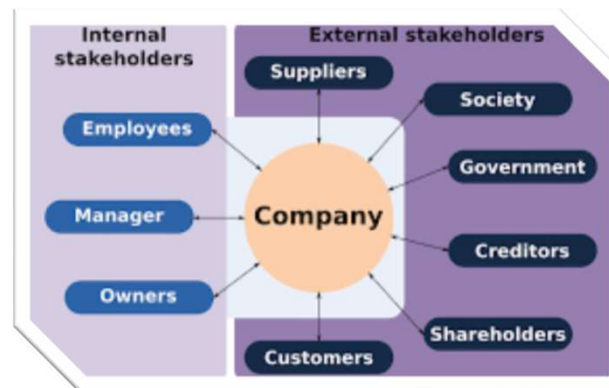 Internal
stakeholders
External stakeholders
Suppliers
Society
Employees
Government
Manager
Company
Creditors
Owners
Shareholders
Customers